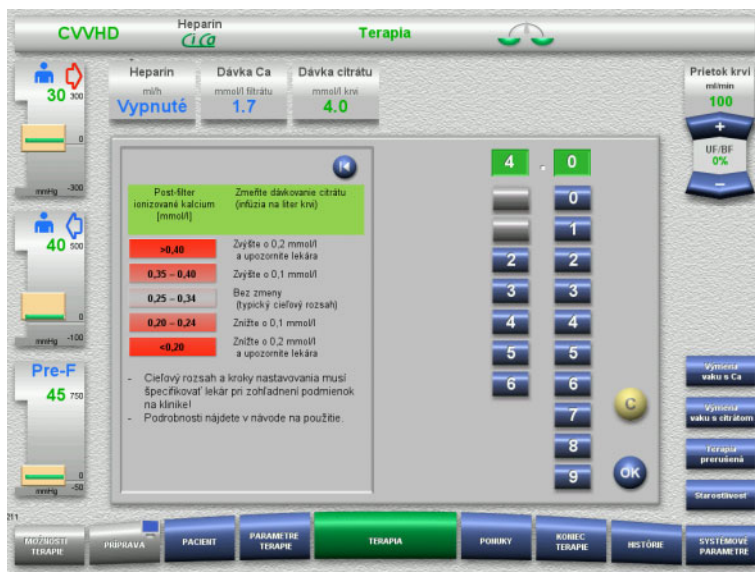 CVVHD
Heparin
CiCa
Terapia
30
300
0
mmHg
-300
Heparin
ml/h
Vypnuté
Dávka Ca
mmol/l filtrátu
1.7
Dávka citrátu
mmol/l krvi
4.0
Prietok krvi
ml/min
100
+
UF/BF
0%
−
40
500
0
mmHg
-100
Pre-F
45
750
0
mmHg
-50
Post-filter
ionizované kalcium
[mmol/l]
Zmeňte dávkovanie citrátu
(infúzia na liter krvi)
>0,40
Zvýšte o 0,2 mmol/l
a upozornite lekára
0,35 – 0,40
Zvýšte o 0,1 mmol/l
0,25 – 0,34
Bez zmeny
(typický cieľový rozsah)
0,20 – 0,24
Znížte o 0,1 mmol/l
<0,20
Znížte o 0,2 mmol/l
a upozornite lekára
- Cieľový rozsah a kroky nastavovania musí
špecifikovať lekár pri zohľadnení podmienok
na klinike!
- Podrobnosti nájdete v návode na použitie.
4 . 0
0
1
2 2
3 3
4 4
5 5
6 6
7
8
9
C
OK
Výmena
vaku s Ca
Výmena
vaku s citrátom
Terapia
prerušená
Starostlivosť
211
MOŽNOSTI
TERAPIE
PRÍPRAVA
PACIENT
PARAMETRE
TERAPIE
TERAPIA
PONUKY
KONIEC
TERAPIE
HISTÓRIE
SYSTÉMOVÉ
PARAMETRE